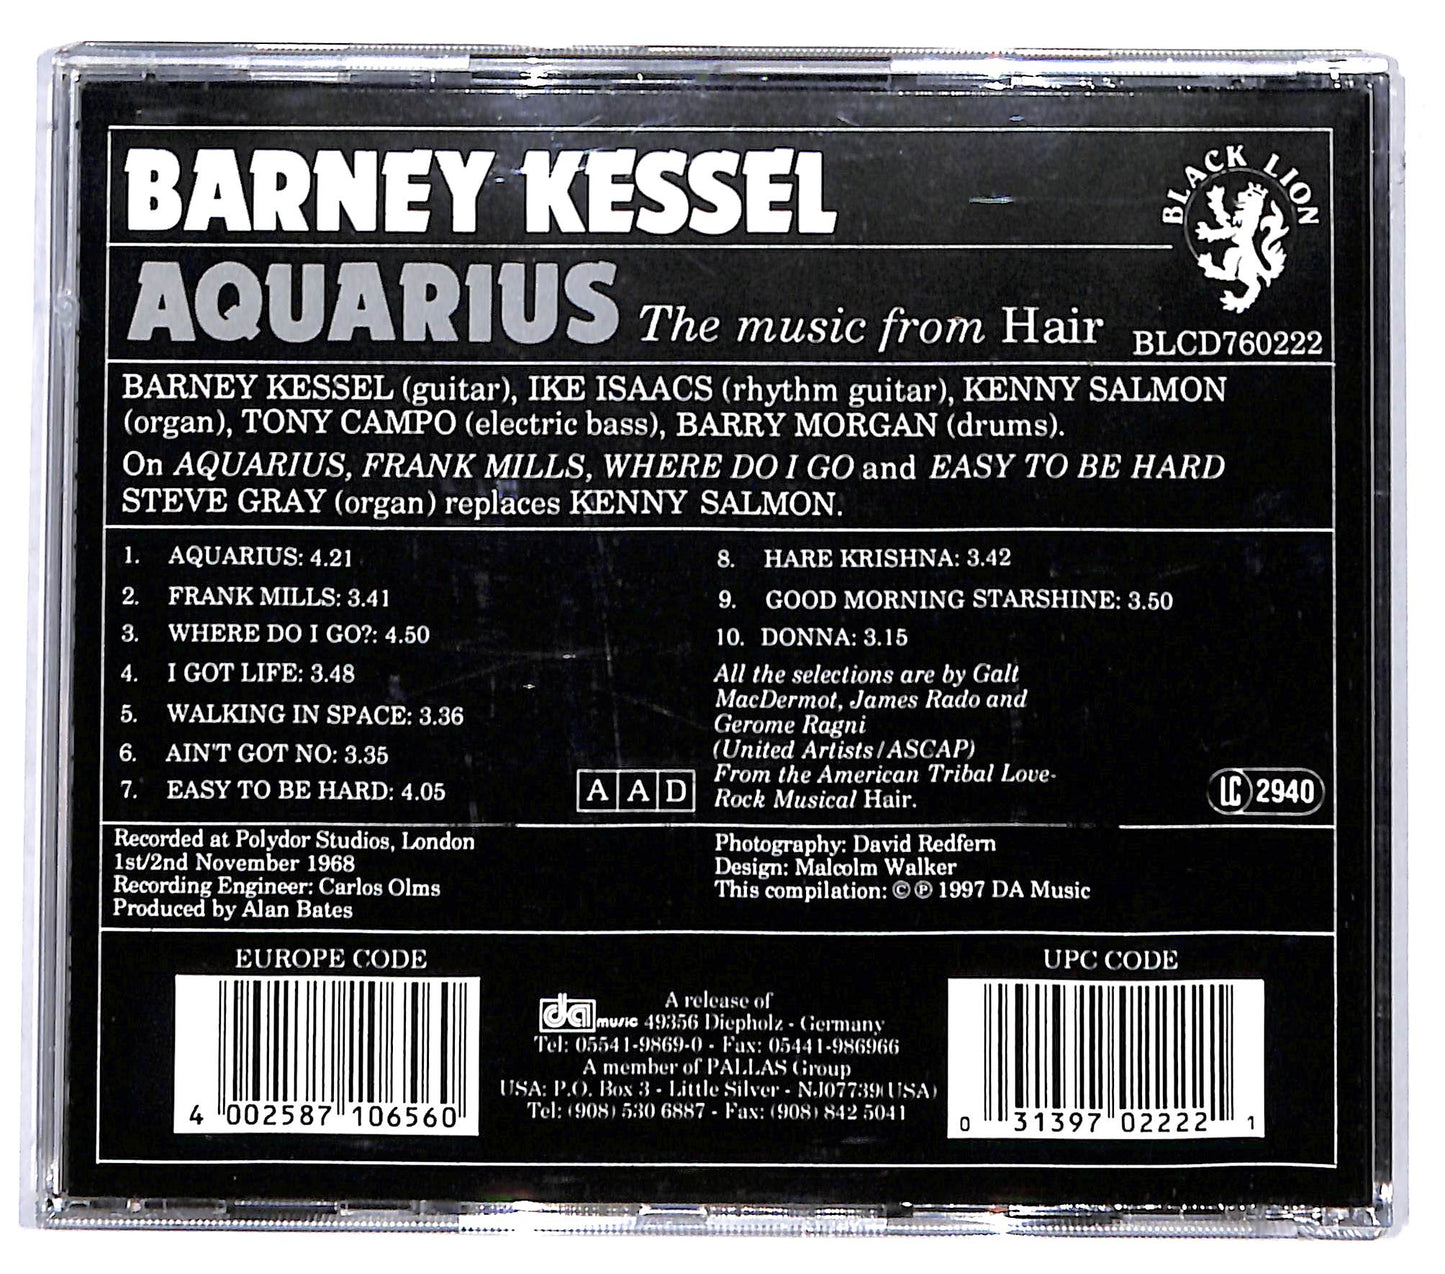 BARNEY KESSEL
BLACK LION
AQUARIUS The music from Hair
BLCD760222
BARNEY KESSEL (guitar), IKE ISAACS (rhythm guitar), KENNY SALMON
(organ), TONY CAMPO (electric bass), BARRY MORGAN (drums).
On AQUARIUS, FRANK MILLS, WHERE DO I GO and EASY TO BE HARD
STEVE GRAY (organ) replaces KENNY SALMON.
1. AQUARIUS: 4.21
2. FRANK MILLS: 3.41
3. WHERE DO I GO?: 4.50
4. I GOT LIFE: 3.48
5. WALKING IN SPACE: 3.36
6. AIN'T GOT NO: 3.35
7. EASY TO BE HARD: 4.05
AAD
8. HARE KRISHNA: 3.42
9. GOOD MORNING STARSHINE: 3.50
10. DONNA: 3.15
All the selections are by Galt
MacDermot, James Rado and
Gerome Ragni
(United Artists/ASCAP)
From the American Tribal Love-
Rock Musical Hair.
LC 2940
Recorded at Polydor Studios, London
1st/2nd November 1968
Recording Engineer: Carlos Olms
Produced by Alan Bates
Photography: David Redfern
Design: Malcolm Walker
This compilation: © ℗ 1997 DA Music
EUROPE CODE
4 002587 106560
A release of
da music 49356 Diepholz - Germany
Tel: 05541-9869-0 - Fax: 05441-986966
A member of PALLAS Group
USA: P.O. Box 3 - Little Silver - NJ07739(USA)
Tel: (908) 530 6887 - Fax: (908) 842 5041
UPC CODE
0 31397 02222 1